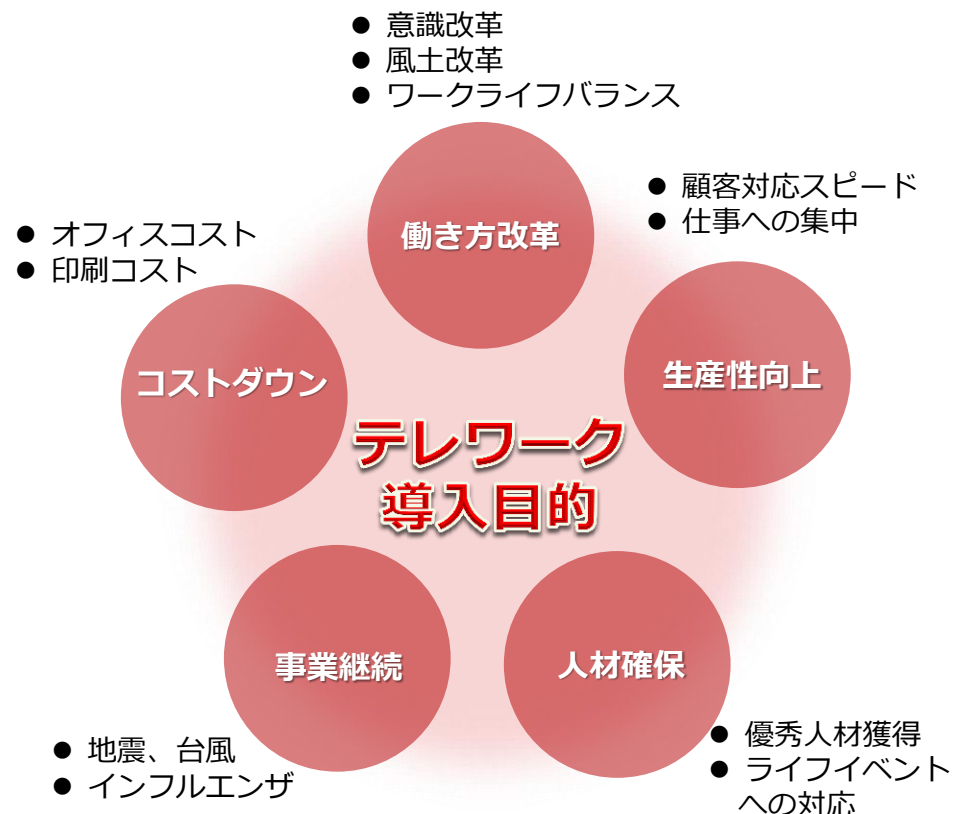 ● 意識改革
● 風土改革
● ワークライフバランス
働き方改革
● 顧客対応スピード
● 仕事への集中
生産性向上
● オフィスコスト
● 印刷コスト
コストダウン
テレワーク
導入目的
事業継続
● 地震、台風
● インフルエンザ
人材確保
● 優秀人材獲得
● ライフイベント
への対応